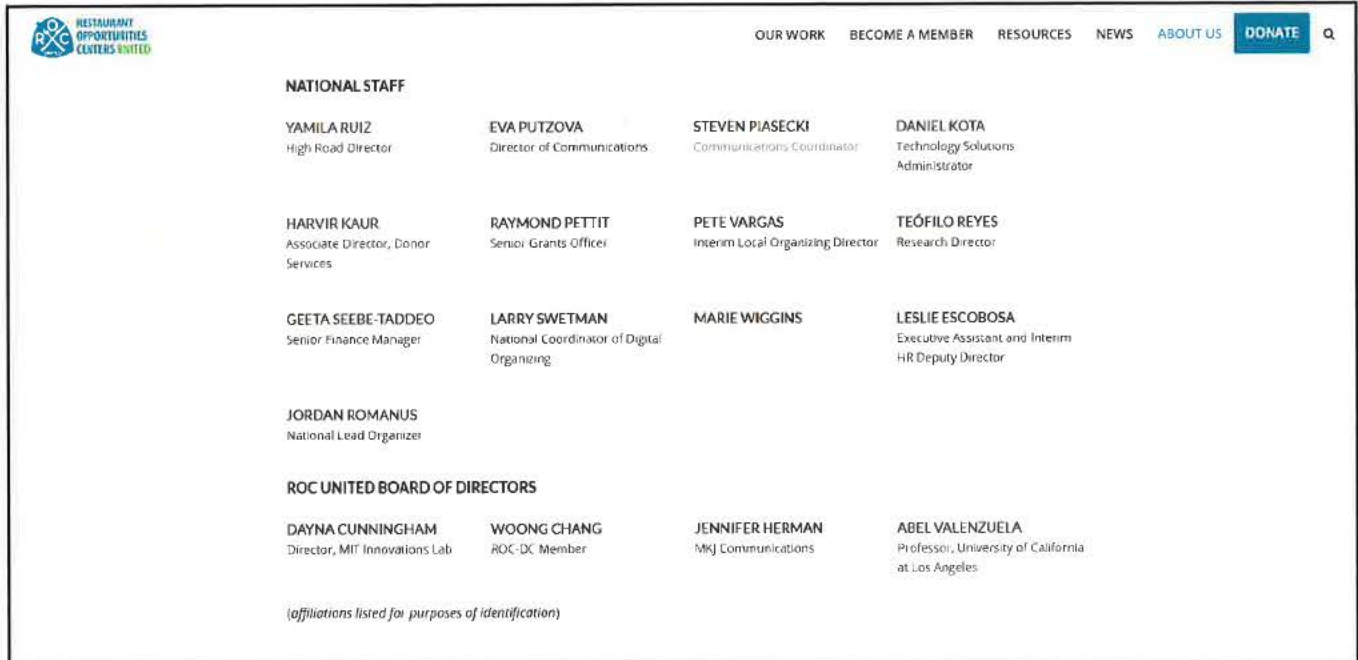 ROC RESTAURANT
OPPORTUNITIES
CENTERS UNITED
OUR WORK BECOME A MEMBER RESOURCES NEWS ABOUT US DONATE
NATIONAL STAFF
YAMILA RUIZ
High Road Director
EVA PUTZOVA
Director of Communications
STEVEN PIASECKI
Communications Coordinator
DANIEL KOTA
Technology Solutions
Administrator
HARVIR KAUR
Associate Director, Donor
Services
RAYMOND PETTIT
Senior Grants Officer
PETE VARGAS
Interim Local Organizing Director
TEÓFILO REYES
Research Director
GEETA SEEBE-TADDEO
Senior Finance Manager
LARRY SWETMAN
National Coordinator of Digital
Organizing
MARIE WIGGINS
LESLIE ESCOBOSA
Executive Assistant and Interim
HR Deputy Director
JORDAN ROMANUS
National Lead Organizer
ROC UNITED BOARD OF DIRECTORS
DAYNA CUNNINGHAM
Director, MIT Innovations Lab
WOONG CHANG
ROC-DC Member
JENNIFER HERMAN
MKJ Communications
ABEL VALENZUELA
Professor, University of California
at Los Angeles
(affiliations listed for purposes of identification)